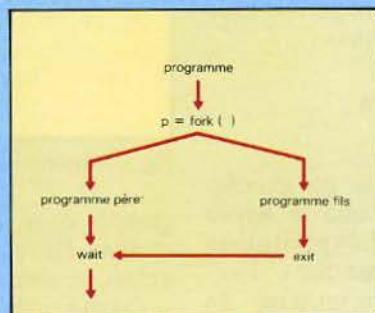 programme
p = fork ( )
programme père
programme fils
wait
exit